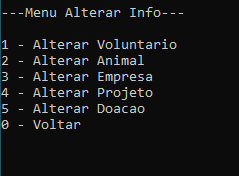 ---Menu Alterar Info---
1 - Alterar Voluntario
2 - Alterar Animal
3 - Alterar Empresa
4 - Alterar Projeto
5 - Alterar Doacao
0 - Voltar